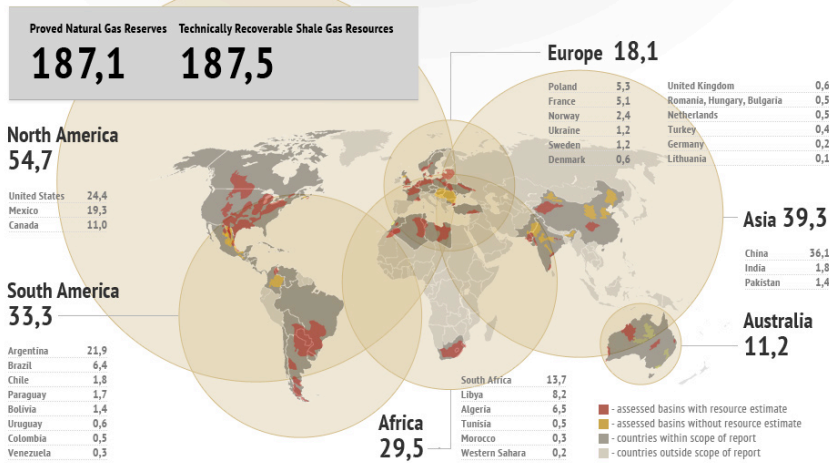 Proved Natural Gas Reserves Technically Recoverable Shale Gas Resources
187,1 187,5
Europe 18,1
Poland 5,3
France 5,1
Norway 2,4
Ukraine 1,2
Sweden 1,2
Denmark 0,6
United Kingdom 0,6
Romania, Hungary, Bulgaria 0,5
Netherlands 0,5
Turkey 0,4
Germany 0,2
Lithuania 0,1
North America
54,7
United States 24,4
Mexico 19,3
Canada 11,0
Asia 39,3
China 36,1
India 1,8
Pakistan 1,4
South America
33,3
Argentina 21,9
Brazil 6,4
Chile 1,8
Paraguay 1,7
Bolivia 1,4
Uruguay 0,6
Colombia 0,5
Venezuela 0,3
Australia
11,2
Africa
29,5
South Africa 13,7
Libya 8,2
Algeria 6,5
Tunisia 0,5
Morocco 0,3
Western Sahara 0,2
- assessed basins with resource estimate
- assessed basins without resource estimate
- countries within scope of report
- countries outside scope of report